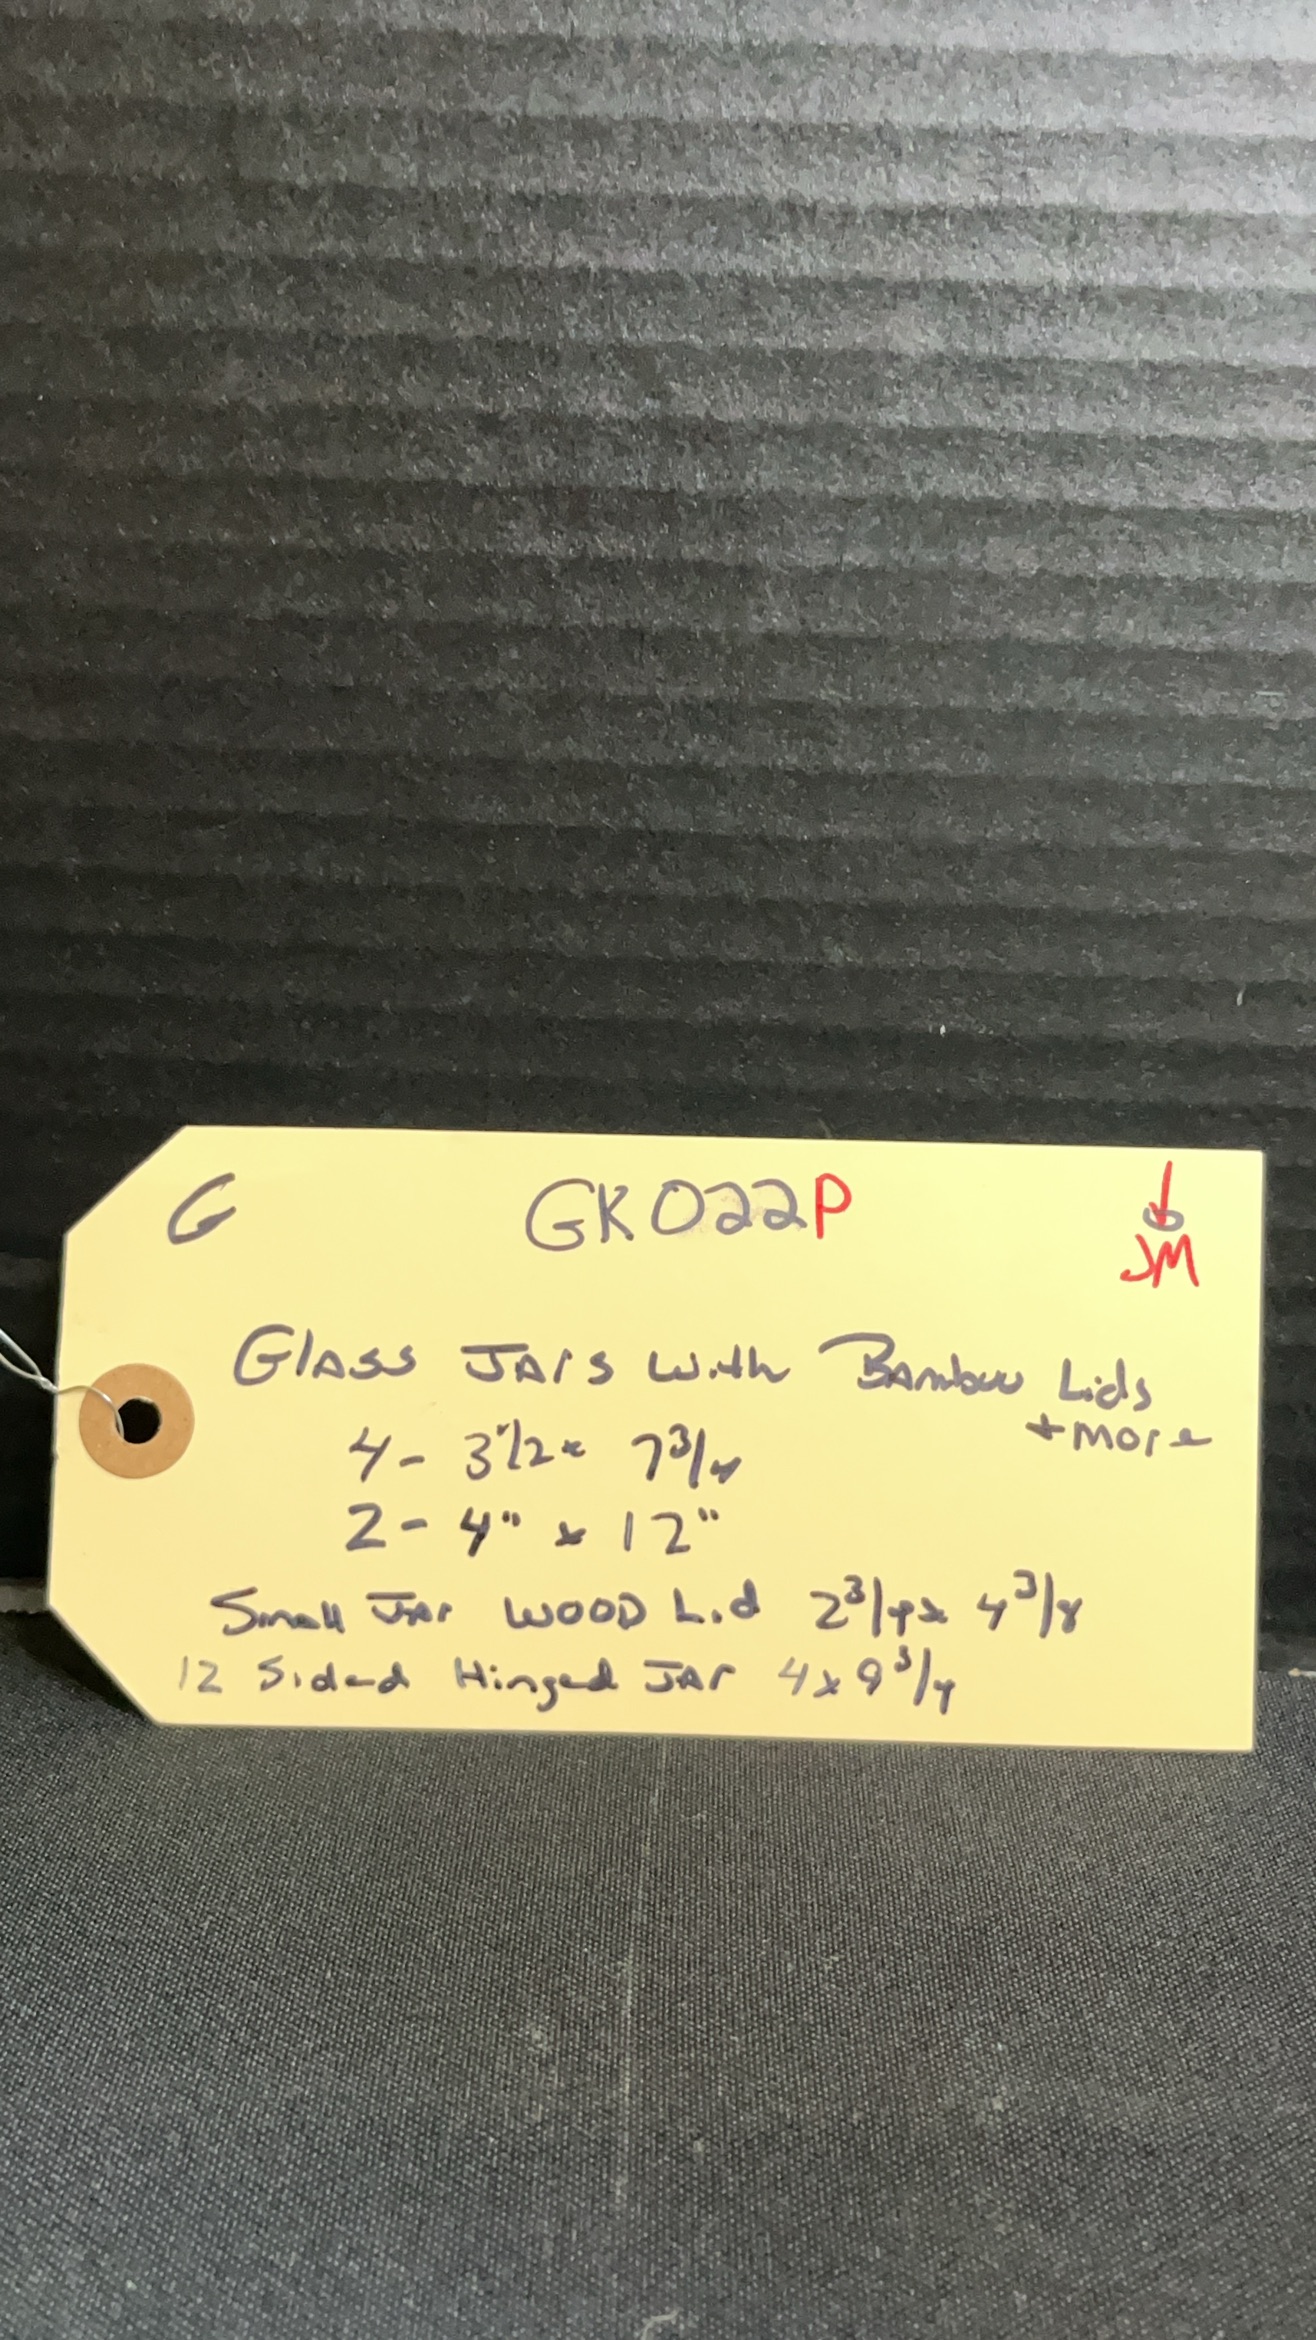 G GK022P
JM
Glass Jars with Bamboo Lids
+ more
4 - 3 1/2 x 7 3/4
2 - 4" x 12"
Small Jar WOOD Lid 2 3/4 x 4 3/8
12 Sided Hinged Jar 4 x 9 3/4